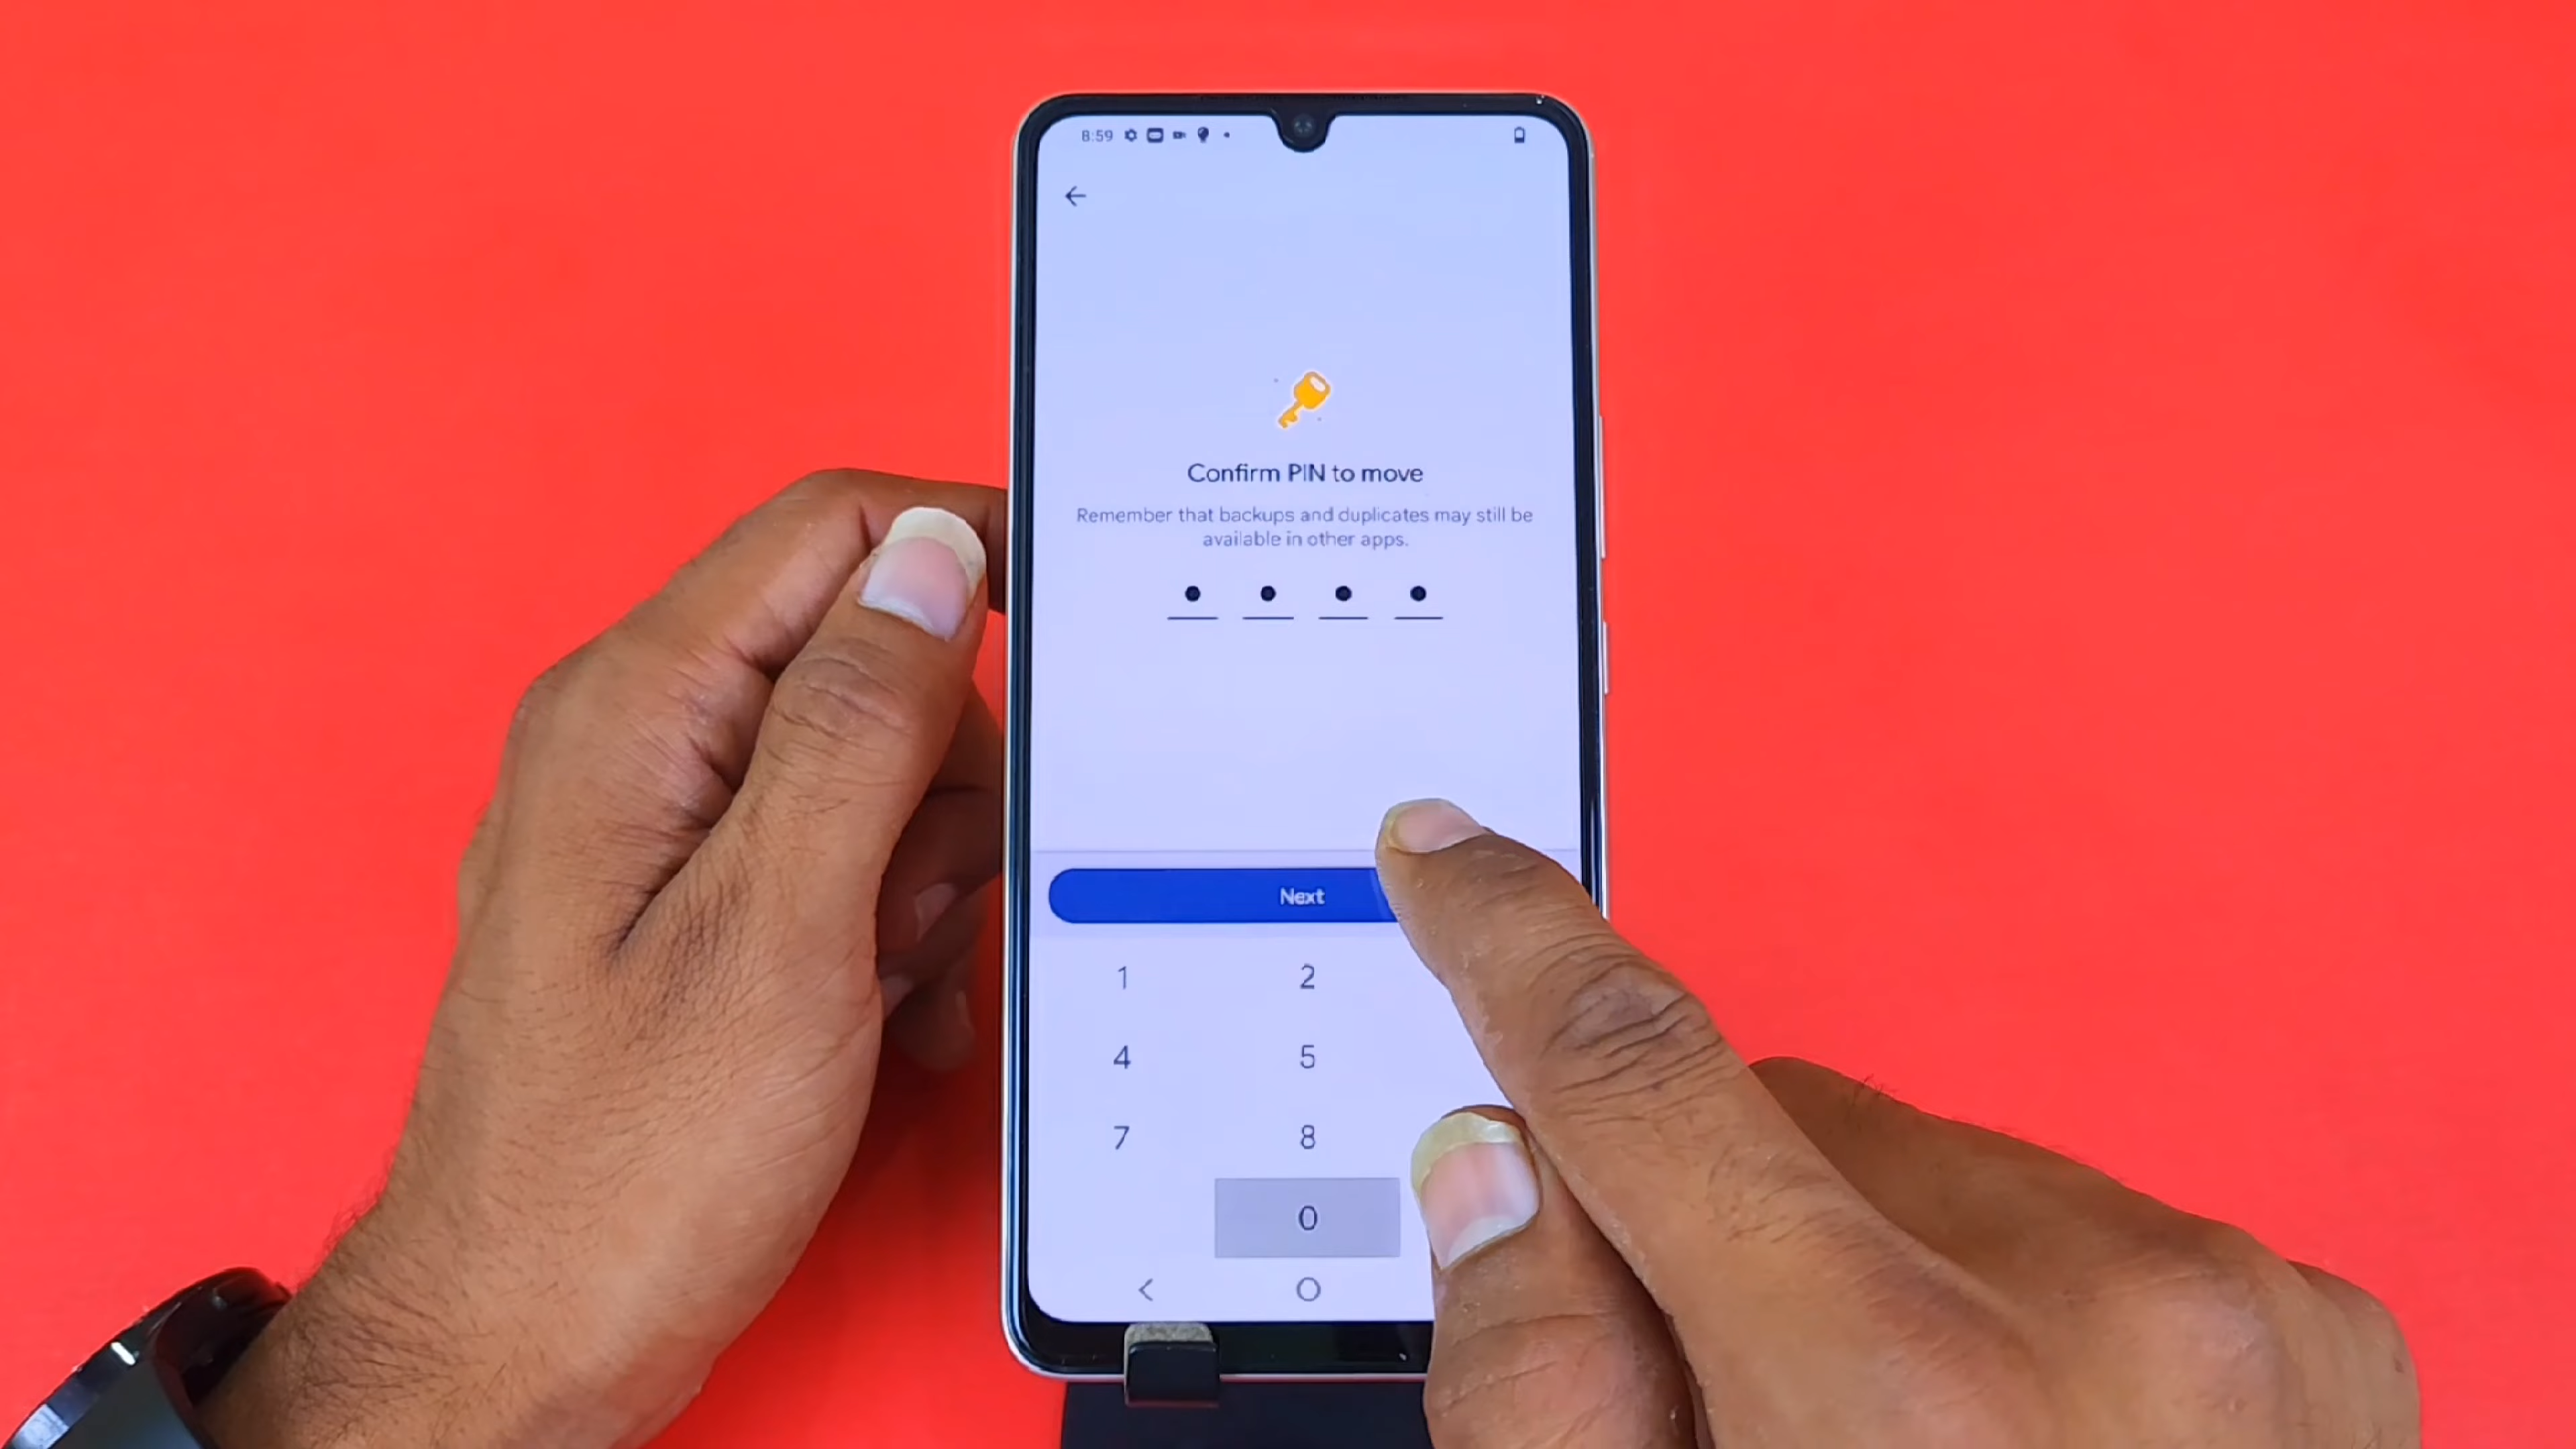 8:59
Confirm PIN to move
Remember that backups and duplicates may still be
available in other apps.
Next
1 2
4 5
7 8
0